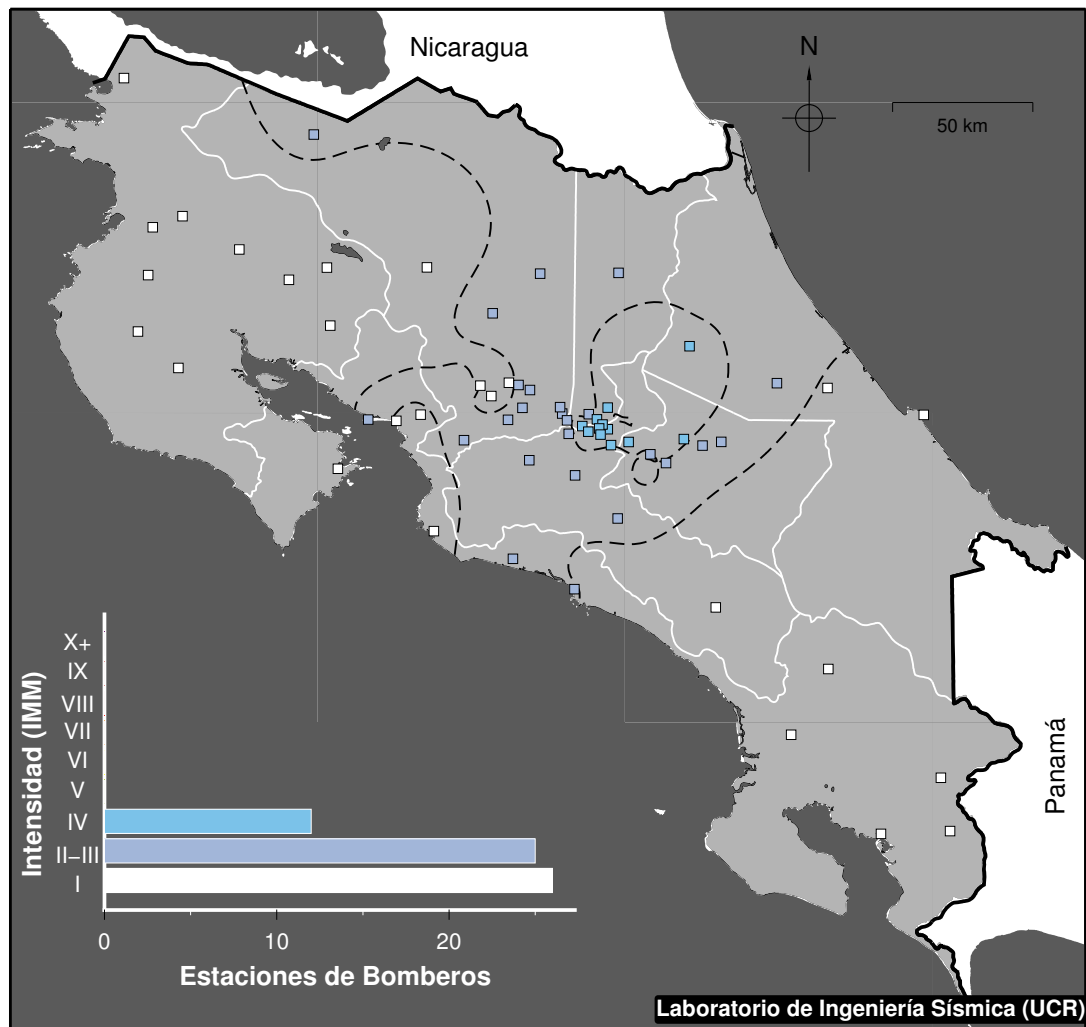 Nicaragua
N
50 km
Panamá
Intensidad (IMM)
X+
IX
VIII
VII
VI
V
IV
II−III
I
0 10 20
Estaciones de Bomberos
Laboratorio de Ingeniería Sísmica (UCR)